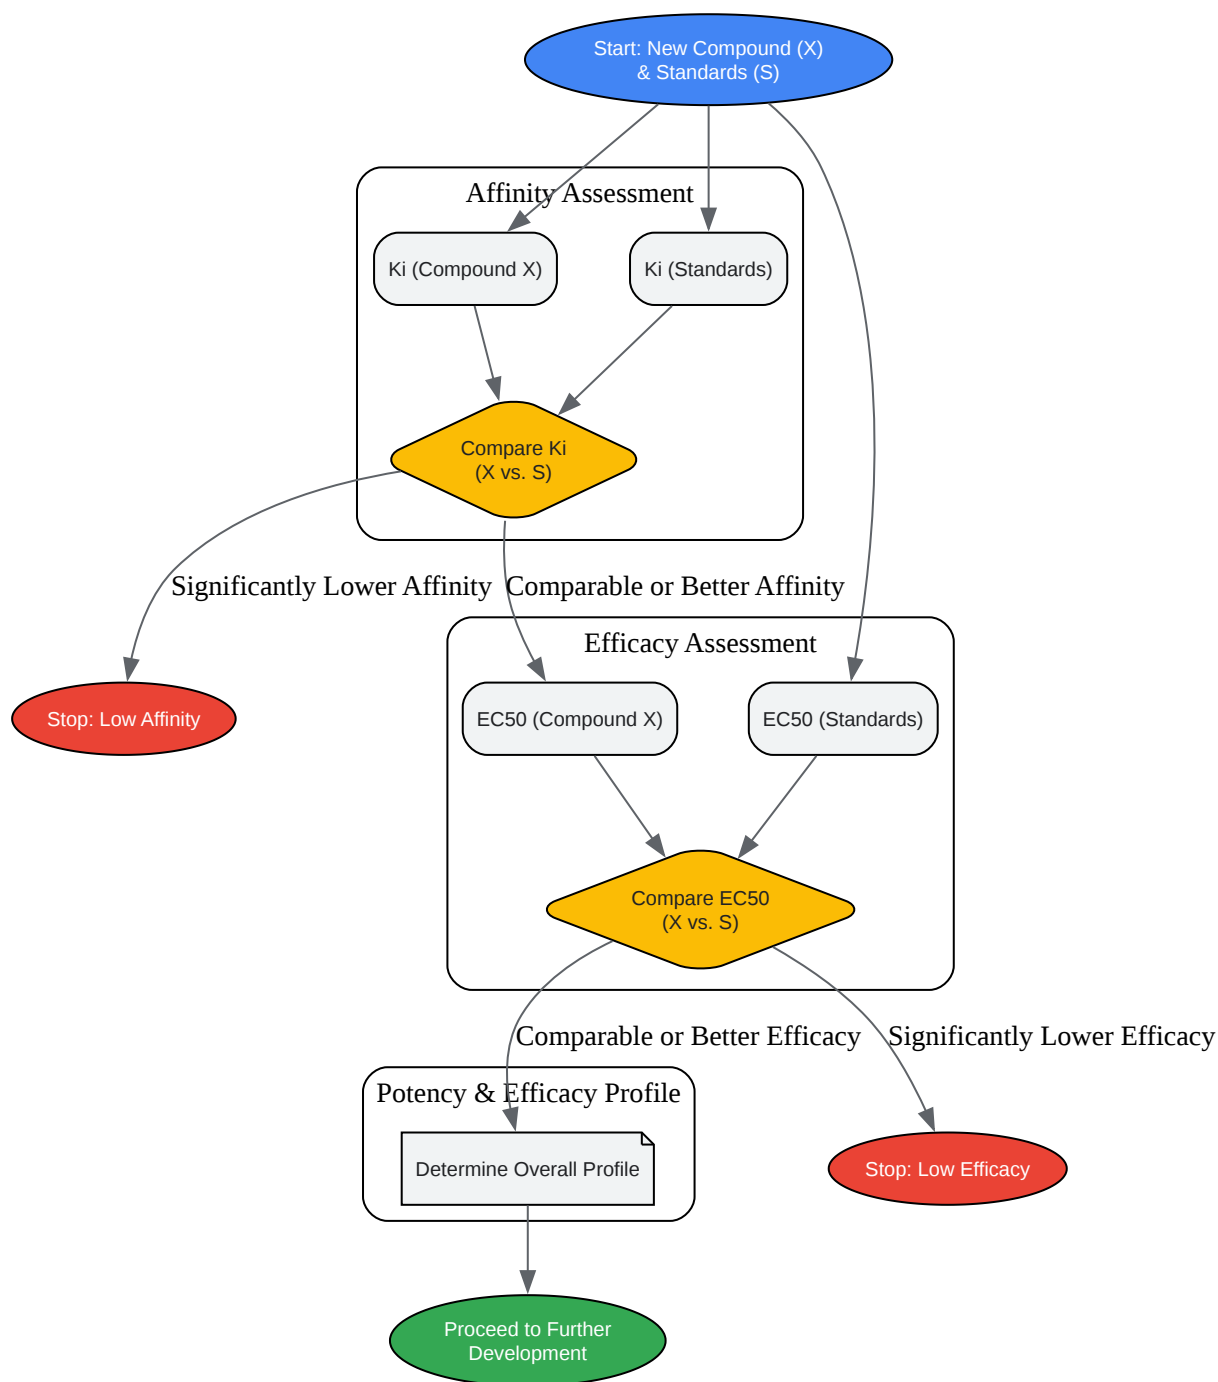 Start: New Compound (X)
& Standards (S)
Affinity Assessment
Ki (Compound X)
Ki (Standards)
Compare Ki
(X vs. S)
Significantly Lower Affinity
Comparable or Better Affinity
Efficacy Assessment
Stop: Low Affinity
EC50 (Compound X)
EC50 (Standards)
Compare EC50
(X vs. S)
Comparable or Better Efficacy
Significantly Lower Efficacy
Potency & Efficacy Profile
Determine Overall Profile
Stop: Low Efficacy
Proceed to Further
Development